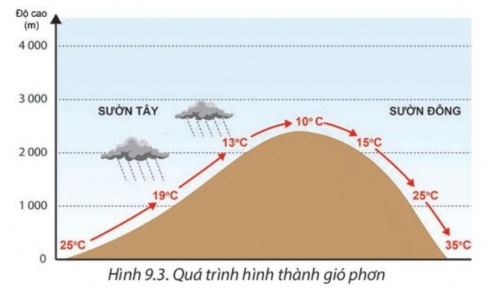 Độ cao
(m)
4 000
3 000
SƯỜN TÂY
SƯỜN ĐÔNG
10° C
13°C
15°C
2 000
19°C
25°C
1 000
25°C
35°C
0
Hình 9.3. Quá trình hình thành gió phơn